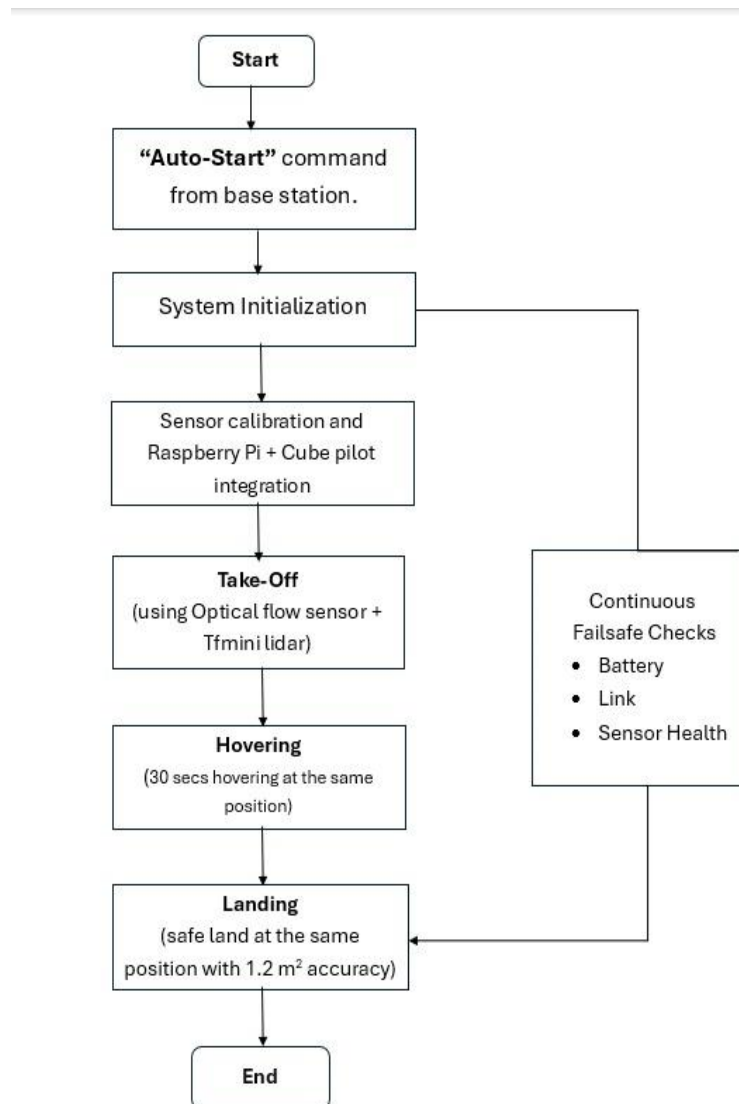 Start
“Auto-Start” command
from base station.
System Initialization
Sensor calibration and
Raspberry Pi + Cube pilot
integration
Take-Off
(using Optical flow sensor +
Tfmini lidar)
Hovering
(30 secs hovering at the same
position)
Landing
(safe land at the same
position with 1.2 m² accuracy)
End
Continuous
Failsafe Checks
• Battery
• Link
• Sensor Health